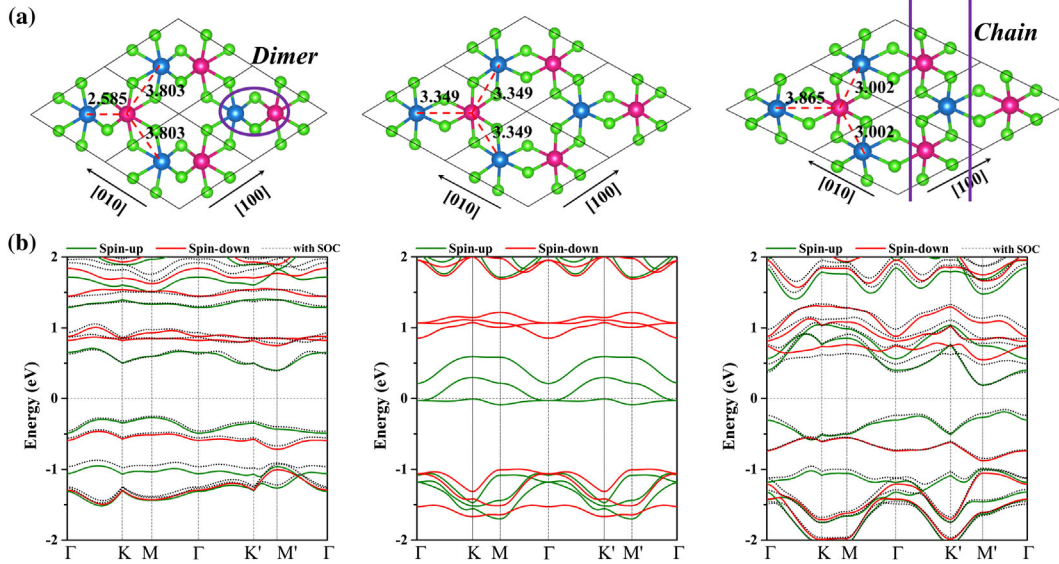 (a)
Dimer
2.585
3.803
3.803
[010]
[100]
3.349
3.349
3.349
[010]
[100]
Chain
3.865
3.002
3.002
[010]
[100]
(b)
Spin-up Spin-down with SOC
Energy (eV)
2
1
0
-1
-2
Γ K M Γ K' M' Γ
Spin-up Spin-down
Energy (eV)
2
1
0
-1
-2
Γ K M Γ K' M' Γ
Spin-up Spin-down with SOC
Energy (eV)
2
1
0
-1
-2
Γ K M Γ K' M' Γ